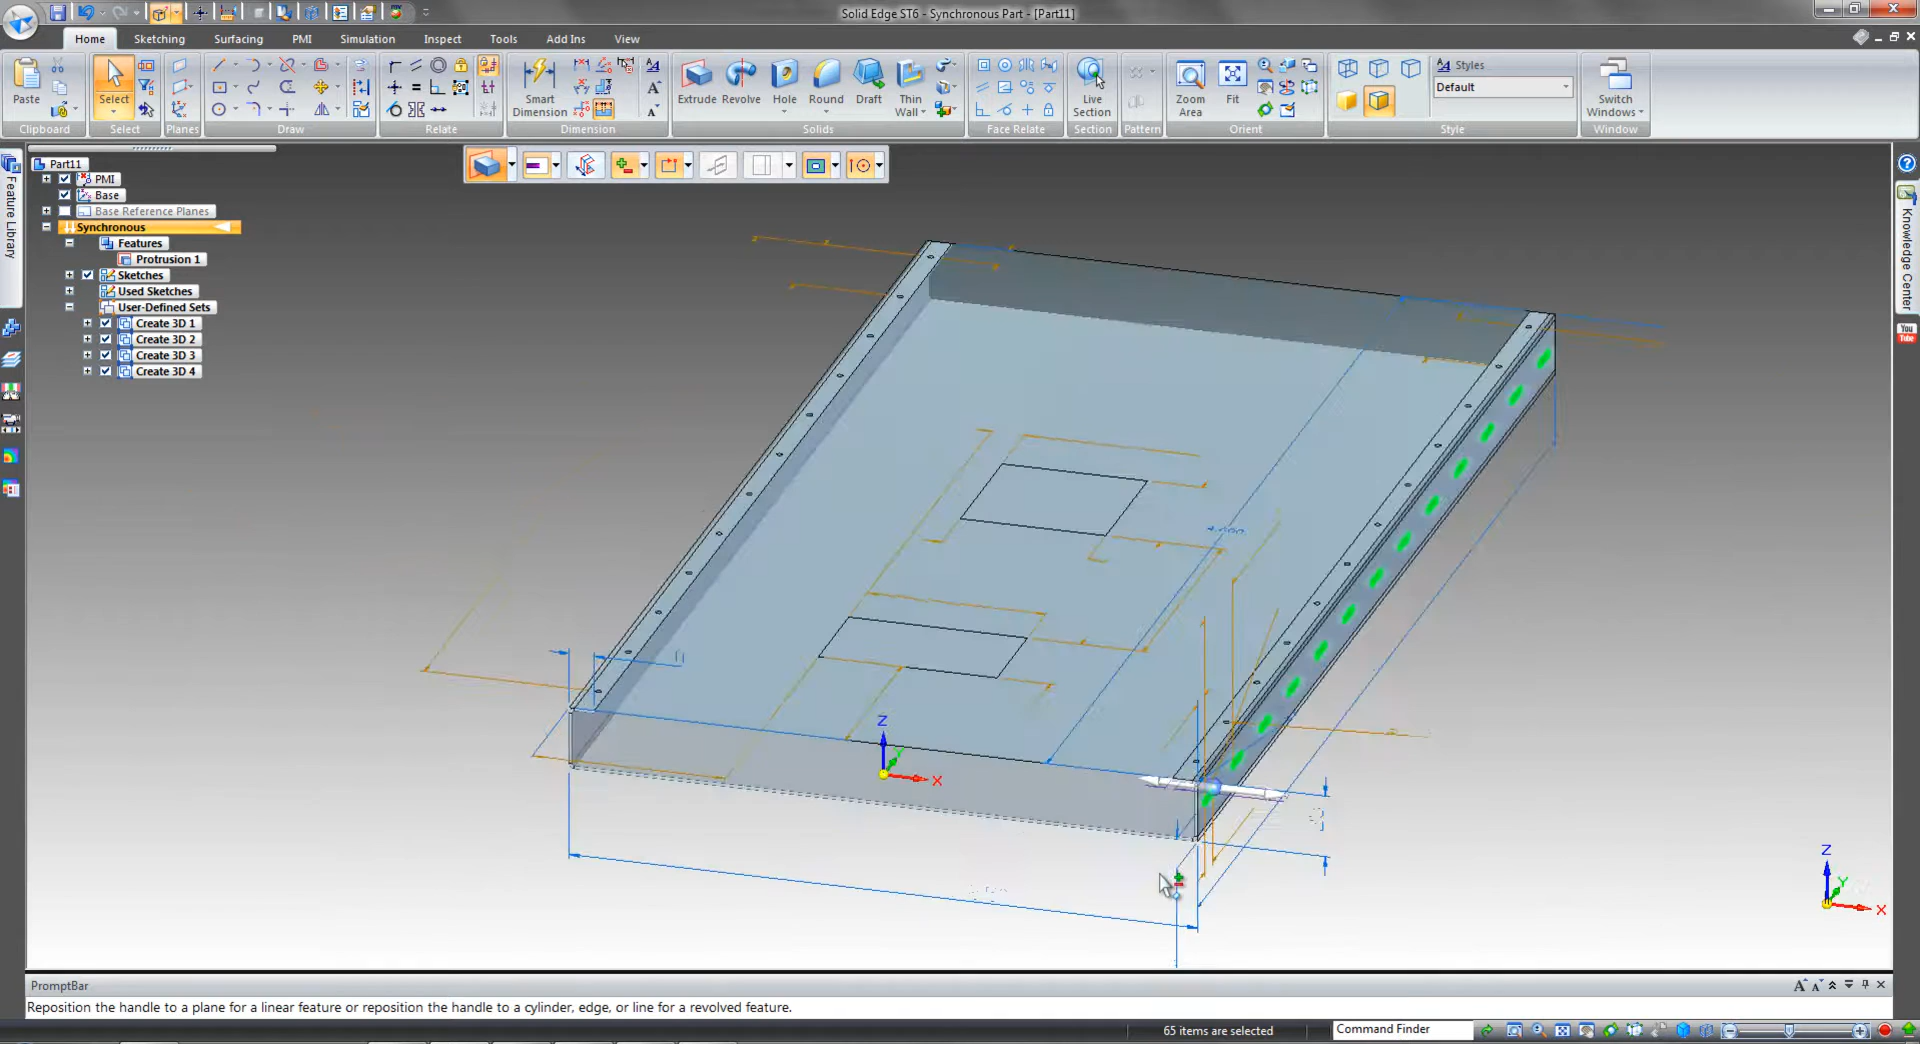 Solid Edge ST6 - Synchronous Part - [Part11]
Home Sketching Surfacing PMI Simulation Inspect Tools Add Ins View
Paste
Select
Smart Dimension
Extrude Revolve Hole Round Draft Thin Wall
Live Section
Zoom Area
Fit
Styles
Default
Switch Windows
Clipboard Select Planes Draw Relate Dimension Solids Face Relate Section Pattern Orient Style Window
Feature Library
Part11
PMI
Base
Base Reference Planes
Synchronous
Features
Protrusion 1
Sketches
Used Sketches
User-Defined Sets
Create 3D 1
Create 3D 2
Create 3D 3
Create 3D 4
Knowledge Center
You Tube
Z
Y
X
Z
Y
X
PromptBar
Reposition the handle to a plane for a linear feature or reposition the handle to a cylinder, edge, or line for a revolved feature.
65 items are selected
Command Finder